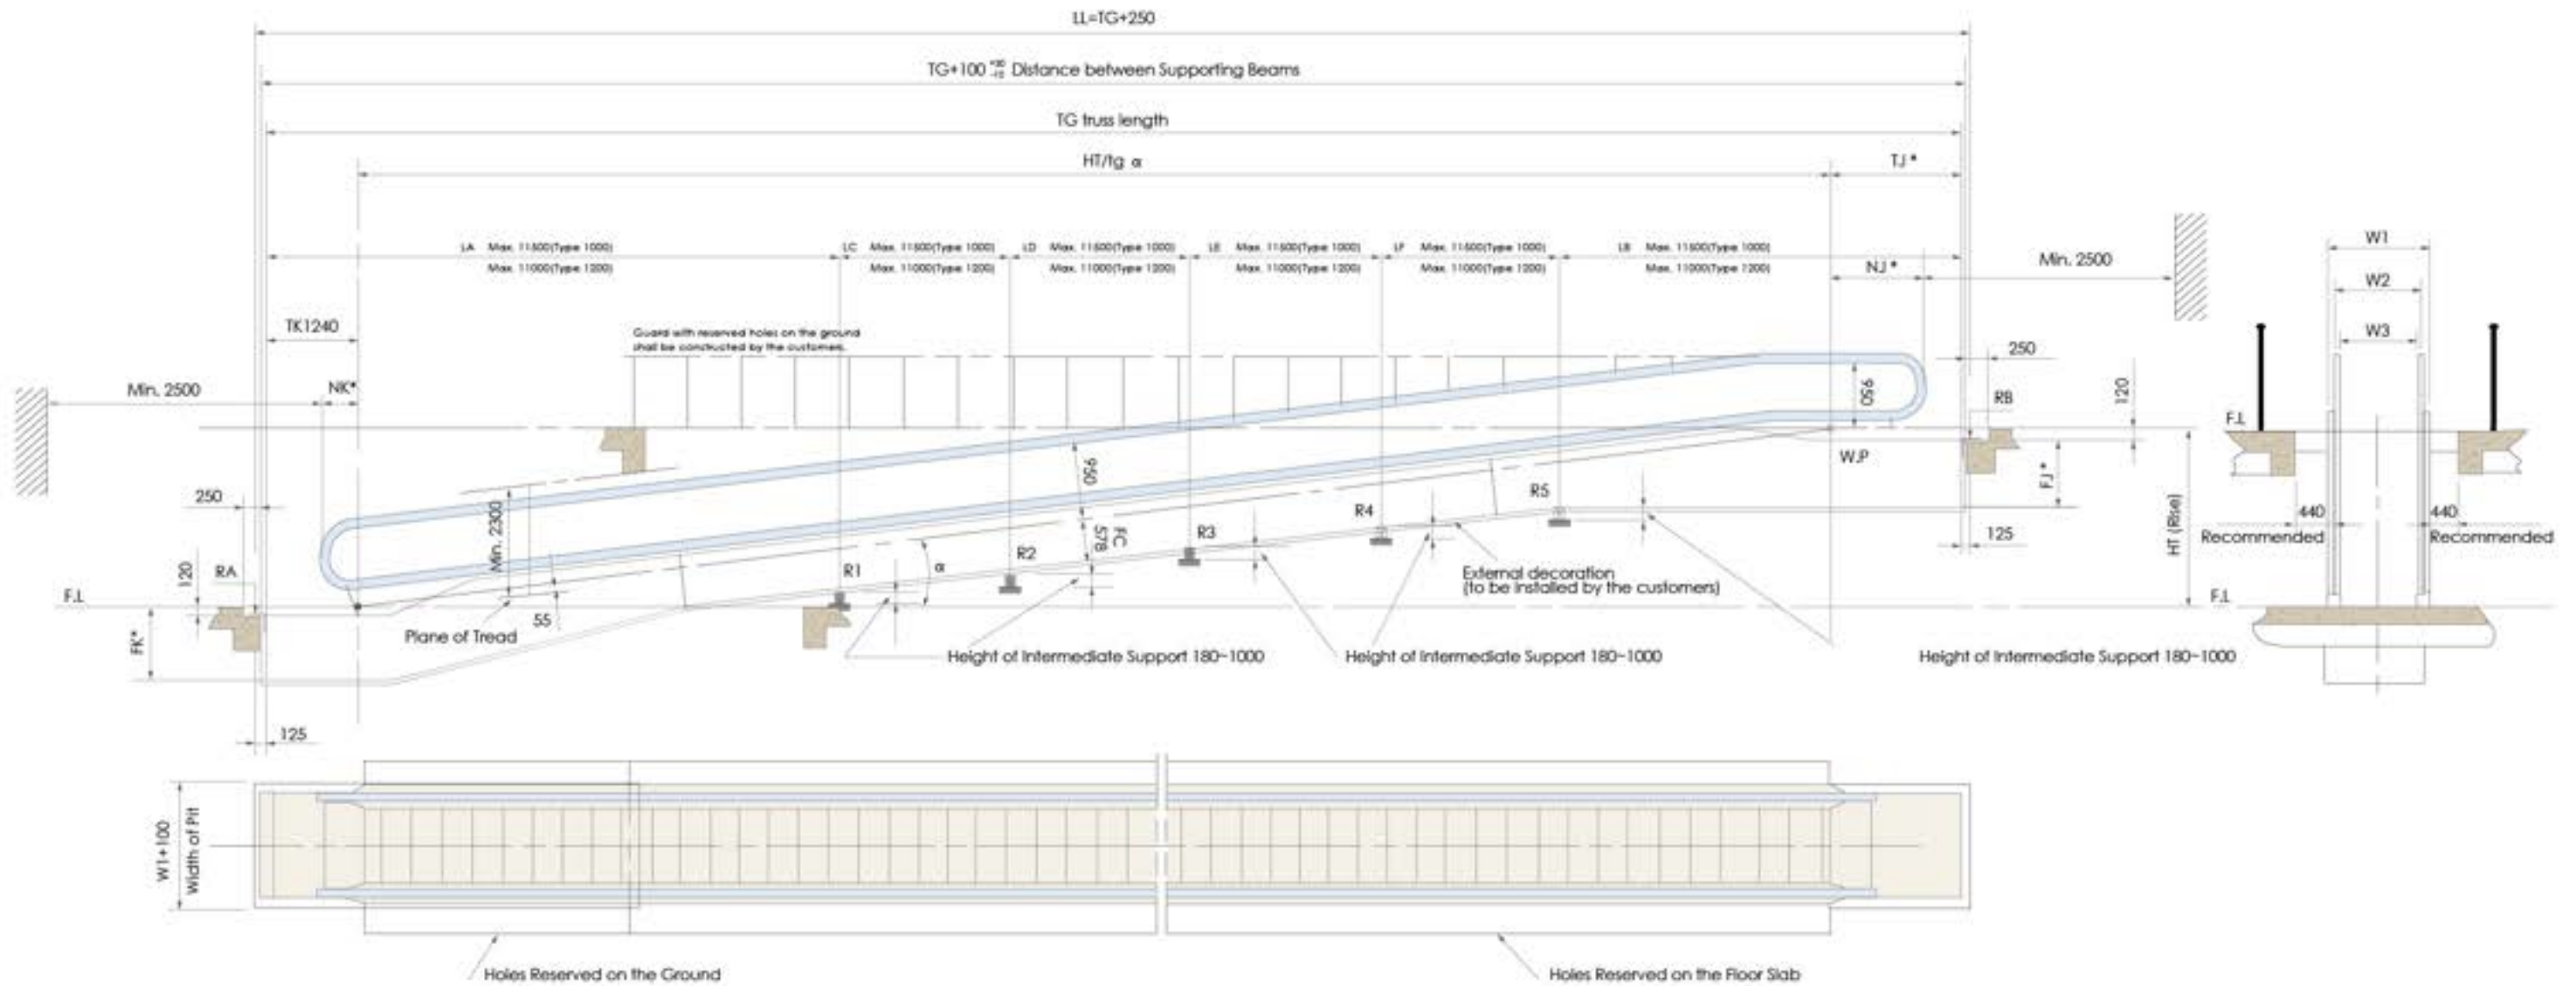 LL=TG+250
TG+100 Distance between Supporting Beams
TG truss length
HT/tg α
TJ*
LA Max. 11500(Type 1000)
Max. 11000(Type 1200)
LC Max. 11500(Type 1000)
Max. 11000(Type 1200)
LD Max. 11500(Type 1000)
Max. 11000(Type 1200)
LE Max. 11500(Type 1000)
Max. 11000(Type 1200)
LF Max. 11500(Type 1000)
Max. 11000(Type 1200)
LB Max. 11500(Type 1000)
Max. 11000(Type 1200)
NJ*
Min. 2500
W1
W2
W3
TK1240
Guard with reserved holes on the ground
shall be constructed by the customers.
Min. 2500
NK*
250
950
RB
120
F.L
W.P
FJ*
125
HT (Rise)
440
Recommended
440
Recommended
F.L
250
120
RA
F.L
FK*
Min. 2300
55
Plane of Tread
950
FC
578
α
R1
R2
R3
R4
R5
External decoration
(to be installed by the customers)
Height of Intermediate Support 180~1000
Height of Intermediate Support 180~1000
Height of Intermediate Support 180~1000
125
W1+100
Width of Pit
Holes Reserved on the Ground
Holes Reserved on the Floor Slab